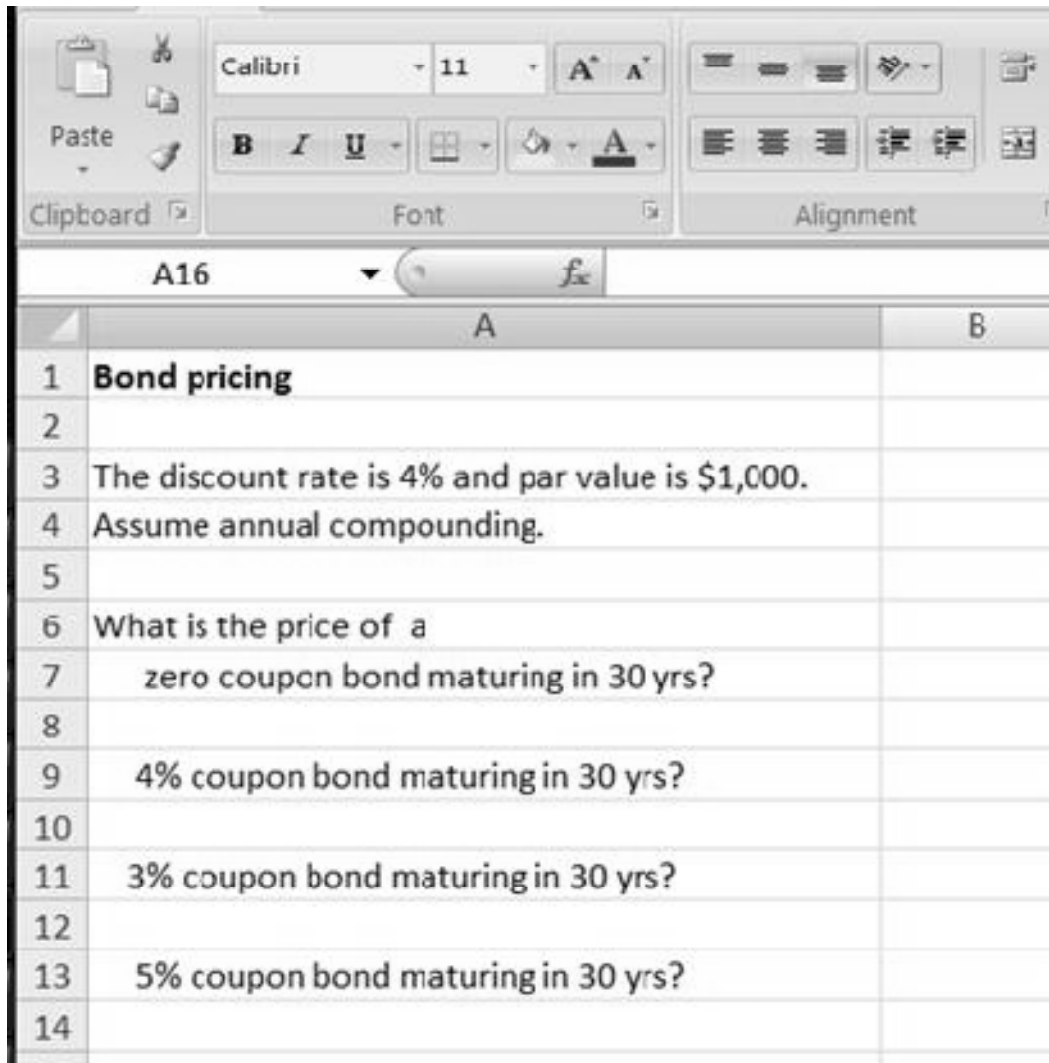 Calibri 11 A A
Paste B I U A
Clipboard Font Alignment
A16 fx
A B
1 Bond pricing
2
3 The discount rate is 4% and par value is $1,000.
4 Assume annual compounding.
5
6 What is the price of a
7 zero coupon bond maturing in 30 yrs?
8
9 4% coupon bond maturing in 30 yrs?
10
11 3% coupon bond maturing in 30 yrs?
12
13 5% coupon bond maturing in 30 yrs?
14